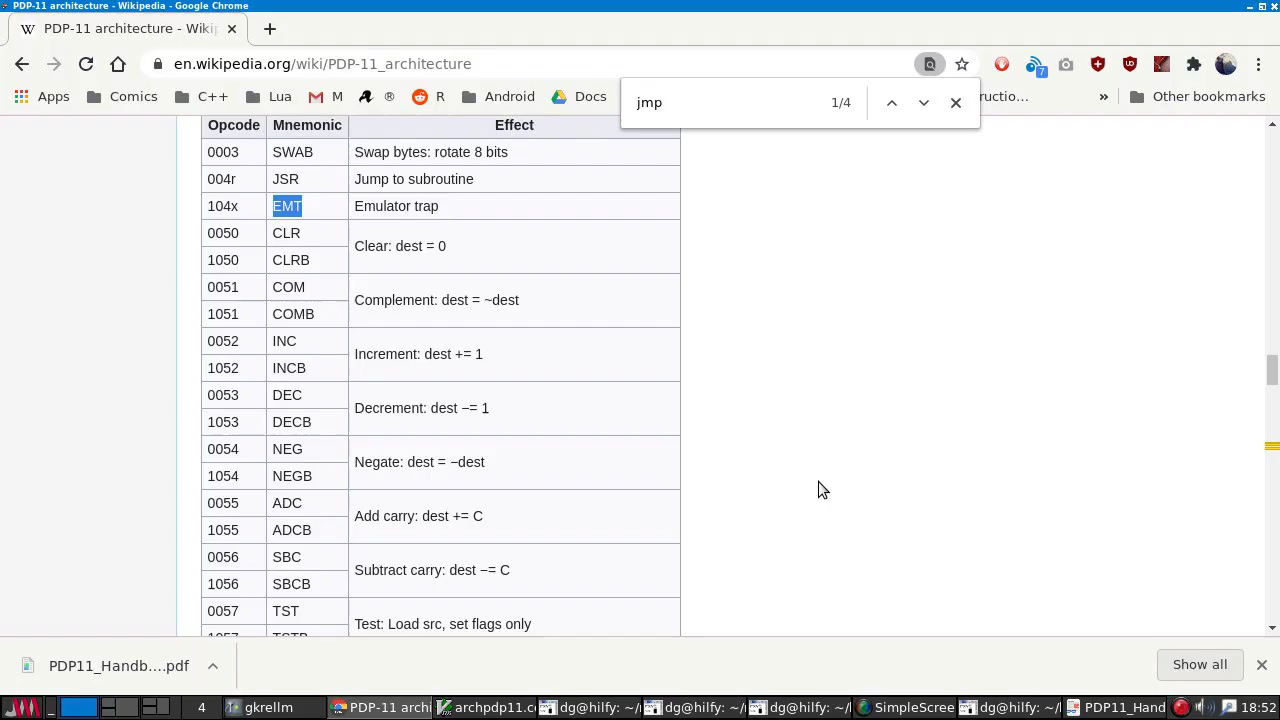 PDP-11 architecture - Wikipedia - Google Chrome
PDP-11 architecture - Wikip
en.wikipedia.org/wiki/PDP-11_architecture
7
Apps Comics C++ Lua M R Android Docs ructio… » Other bookmarks
jmp 1/4
Opcode Mnemonic Effect
0003 SWAB Swap bytes: rotate 8 bits
004r JSR Jump to subroutine
104x EMT Emulator trap
0050 CLR Clear: dest = 0
1050 CLRB
0051 COM Complement: dest = ~dest
1051 COMB
0052 INC Increment: dest += 1
1052 INCB
0053 DEC Decrement: dest −= 1
1053 DECB
0054 NEG Negate: dest = −dest
1054 NEGB
0055 ADC Add carry: dest += C
1055 ADCB
0056 SBC Subtract carry: dest −= C
1056 SBCB
0057 TST Test: Load src, set flags only
1057 TSTB
PDP11_Handb….pdf Show all
4 gkrellm PDP-11 archi archpdp11.c dg@hilfy: ~/ dg@hilfy: ~/ dg@hilfy: ~/ SimpleScree dg@hilfy: ~/ PDP11_Hand 18:52